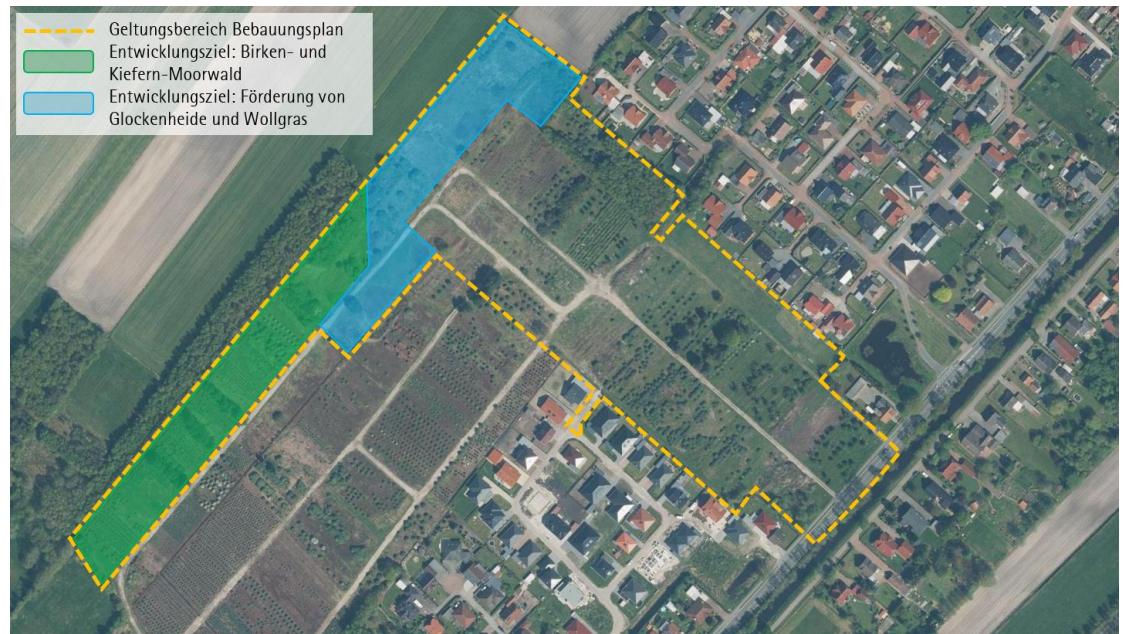 Geltungsbereich Bebauungsplan
Entwicklungsziel: Birken- und
Kiefern-Moorwald
Entwicklungsziel: Förderung von
Glockenheide und Wollgras